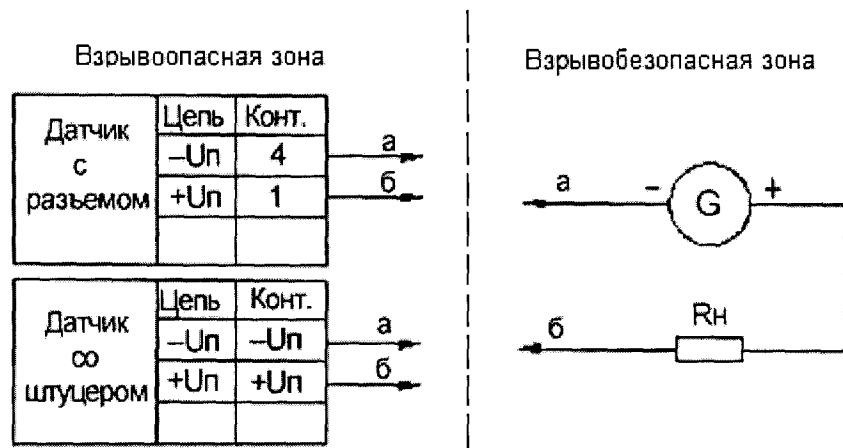 Взрывоопасная зона
Взрывобезопасная зона
Датчик
с
разъемом
Цепь Конт.
–Uп 4
+Uп 1
а
б
Датчик
со
штуцером
Цепь Конт.
–Uп –Uп
+Uп +Uп
а
б
а - G +
б Rн